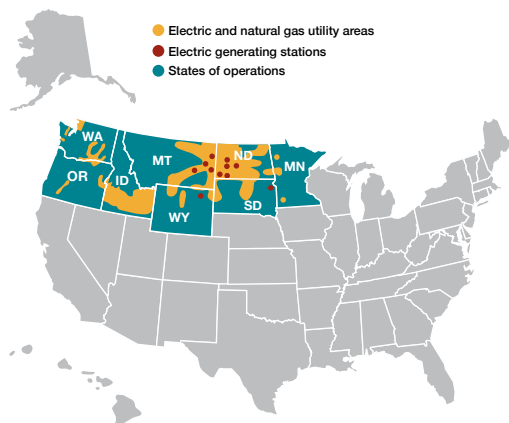 Electric and natural gas utility areas
Electric generating stations
States of operations
WA
MT
ND
MN
OR
ID
WY
SD